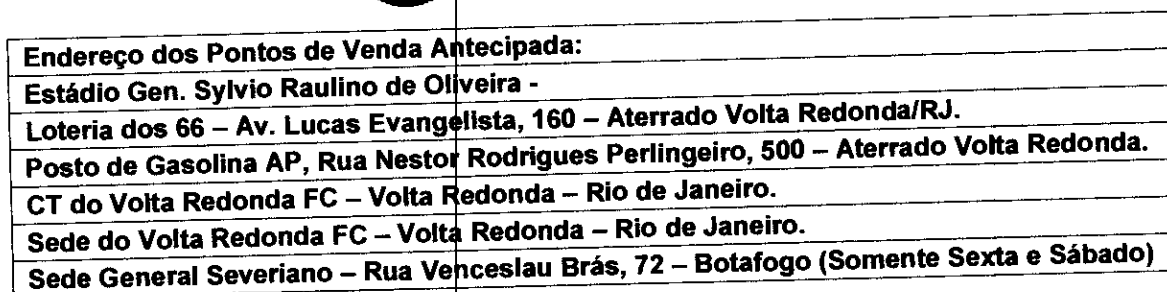 Endereço dos Pontos de Venda Antecipada:
Estádio Gen. Sylvio Raulino de Oliveira -
Loteria dos 66 – Av. Lucas Evangelista, 160 – Aterrado Volta Redonda/RJ.
Posto de Gasolina AP, Rua Nestor Rodrigues Perlingeiro, 500 – Aterrado Volta Redonda.
CT do Volta Redonda FC – Volta Redonda – Rio de Janeiro.
Sede do Volta Redonda FC – Volta Redonda – Rio de Janeiro.
Sede General Severiano – Rua Venceslau Brás, 72 – Botafogo (Somente Sexta e Sábado)